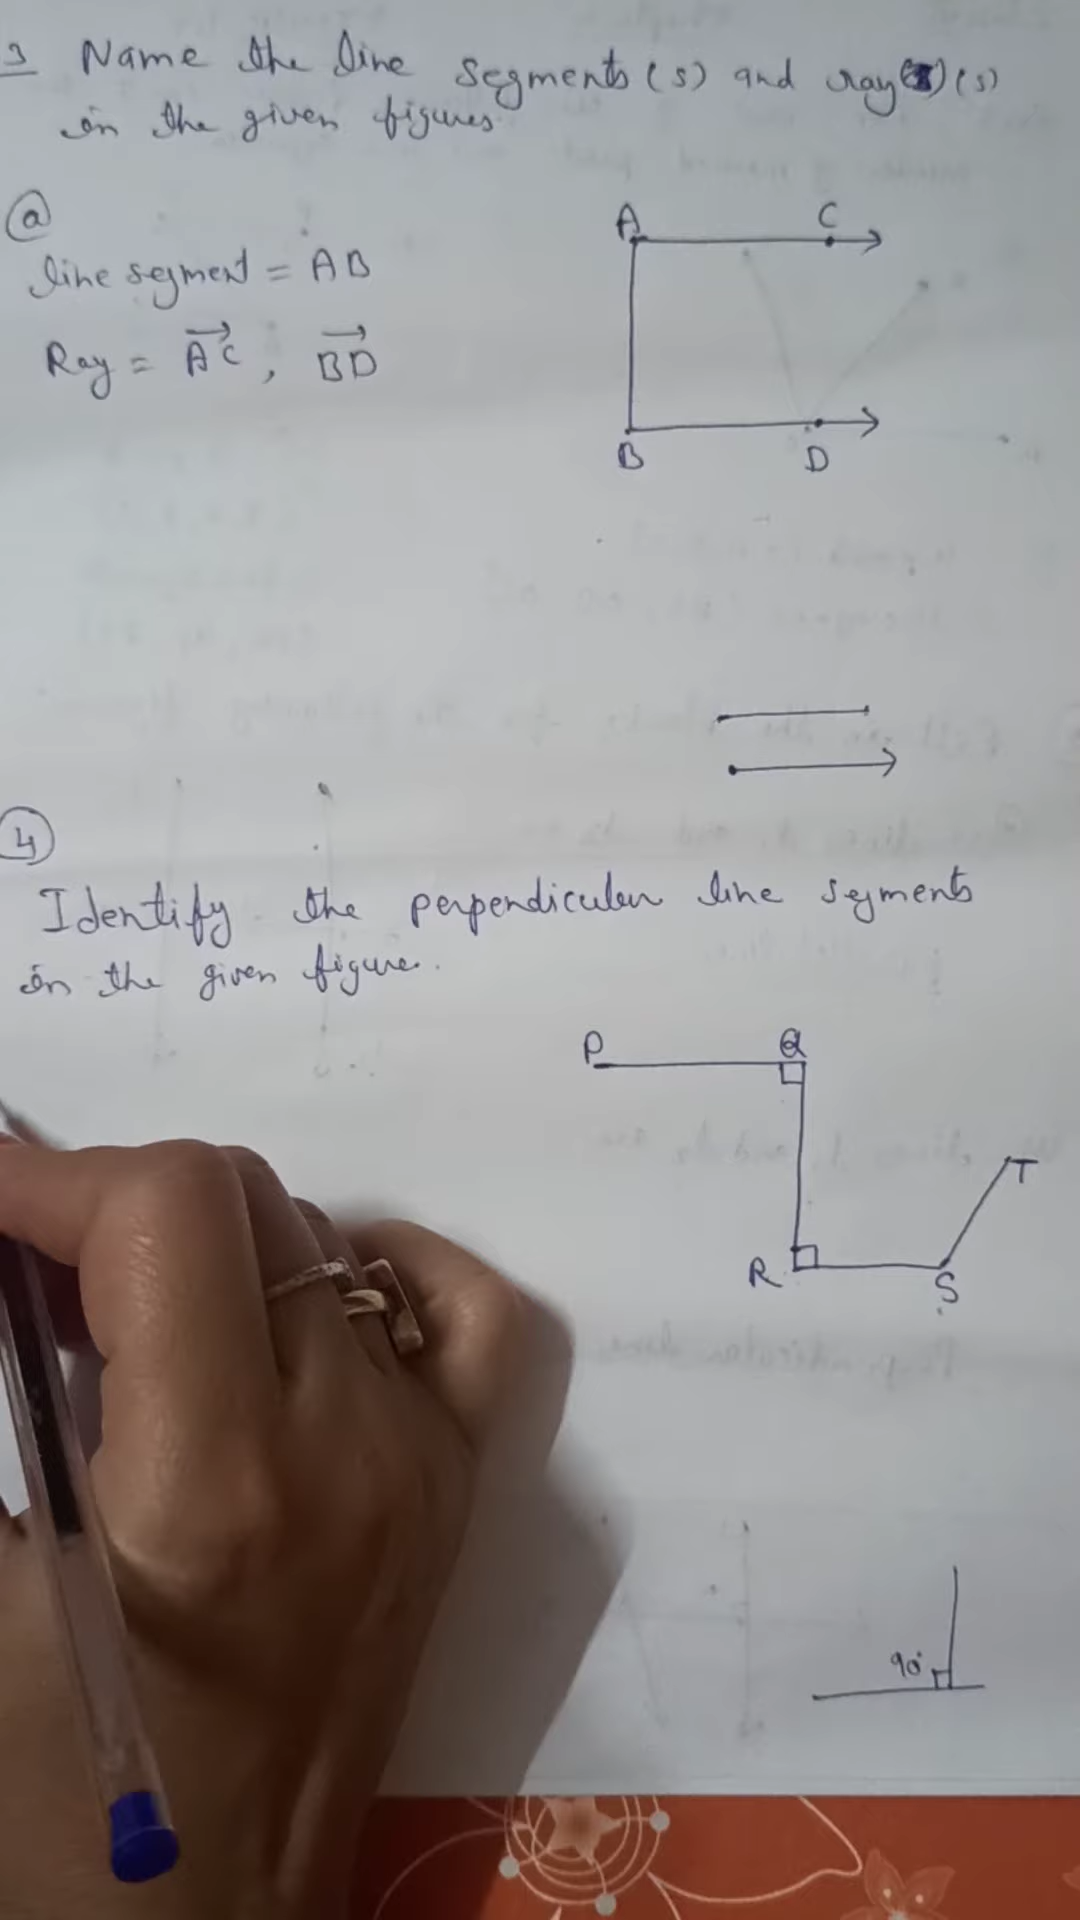 3 Name the line segments(s) and ray(s)
in the given figures
a
line segment = AB
Ray = AC, BD
A C
B D
4
Identify the perpendicular line segments
in the given figure.
P Q
T
R S
90°